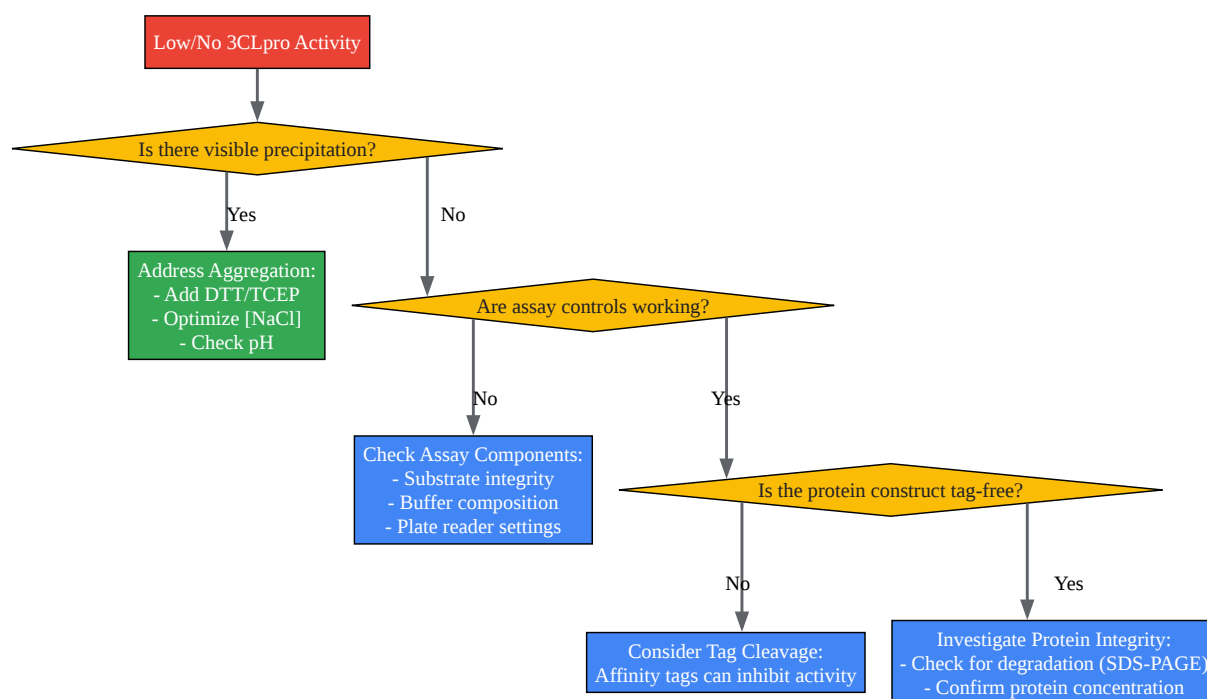 Low/No 3CLpro Activity
Is there visible precipitation?
Yes
No
Address Aggregation:
- Add DTT/TCEP
- Optimize [NaCl]
- Check pH
Are assay controls working?
No
Yes
Check Assay Components:
- Substrate integrity
- Buffer composition
- Plate reader settings
Is the protein construct tag-free?
No
Yes
Consider Tag Cleavage:
Affinity tags can inhibit activity
Investigate Protein Integrity:
- Check for degradation (SDS-PAGE)
- Confirm protein concentration